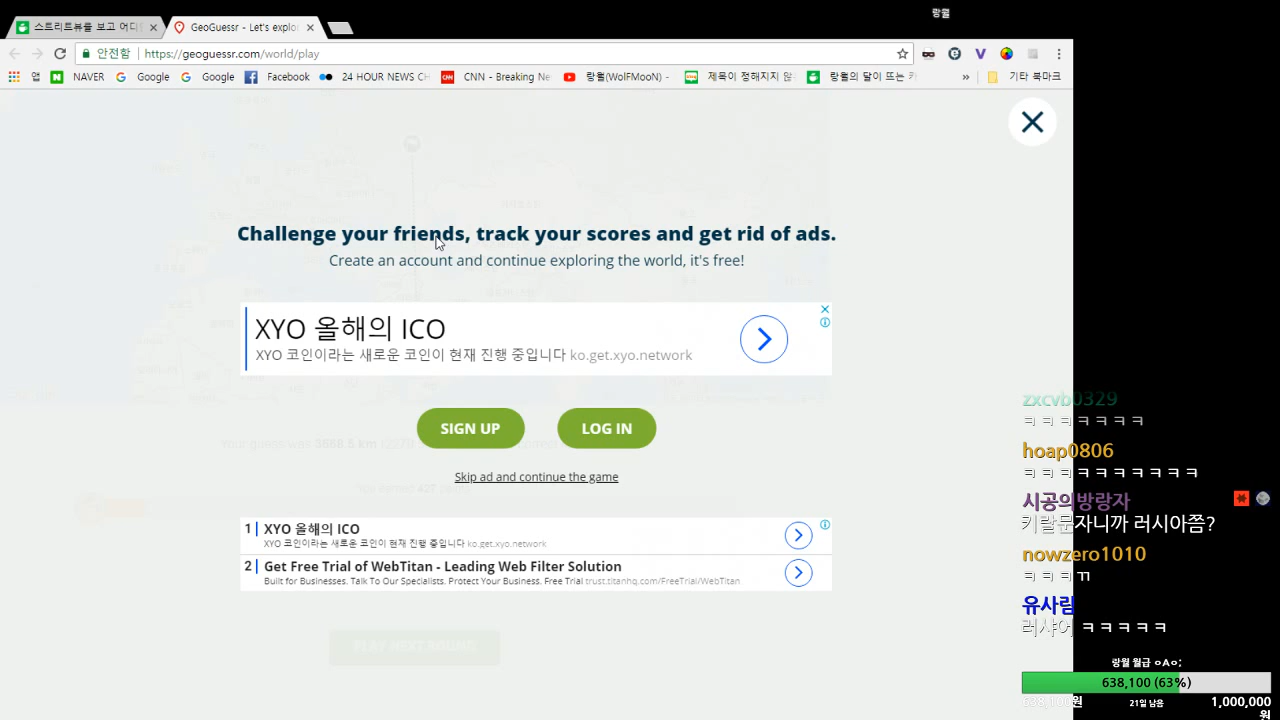 랑월
스트리트뷰를 보고 어디
GeoGuessr - Let's explo
안전함
https://geoguessr.com/world/play
앱
NAVER
Google
Google
Facebook
24 HOUR NEWS CH
CNN - Breaking Ne
랑월(WolFMooN) -
제목이 정해지지 않
랑월의 달이 뜨는 카
»
기타 북마크
Challenge your friends, track your scores and get rid of ads.
Create an account and continue exploring the world, it's free!
XYO 올해의 ICO
XYO 코인이라는 새로운 코인이 현재 진행 중입니다 ko.get.xyo.network
SIGN UP
LOG IN
Skip ad and continue the game
1 XYO 올해의 ICO
XYO 코인이라는 새로운 코인이 현재 진행 중입니다 ko.get.xyo.network
2 Get Free Trial of WebTitan - Leading Web Filter Solution
Built for Businesses. Talk To Our Specialists. Protect Your Business. Free Trial trust.titanhq.com/FreeTrial/WebTitan
PLAY NEXT ROUND
zxcvb0329
ㅋㅋㅋㅋㅋㅋㅋ
hoap0806
ㅋㅋㅋㅋㅋㅋㅋㅋㅋㅋ
시공의방랑자
키랄문자니까 러시아쯤?
nowzero1010
ㅋㅋㅋㄲ
유사림
러샤어 ㅋㅋㅋㅋㅋ
랑월 월급 ㅇAㅇ;
638,100 (63%)
638,100원
21일 남음
1,000,000
원